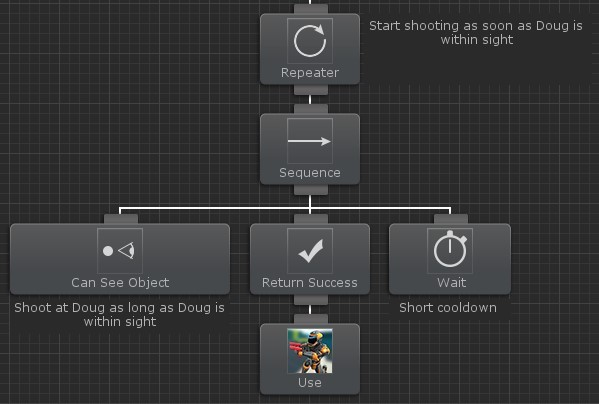 Start shooting as soon as Doug is
within sight
Repeater
Sequence
Can See Object
Return Success
Wait
Shoot at Doug as long as Doug is
within sight
Short cooldown
Use